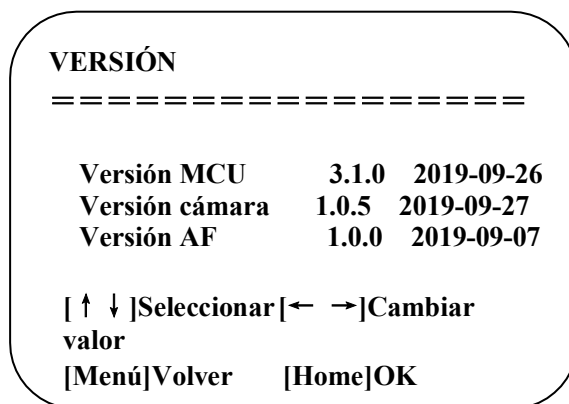 VERSIÓN
=================
Versión MCU 3.1.0 2019-09-26
Versión cámara 1.0.5 2019-09-27
Versión AF 1.0.0 2019-09-07
[ ↑ ↓ ]Seleccionar[← →]Cambiar
valor
[Menú]Volver [Home]OK